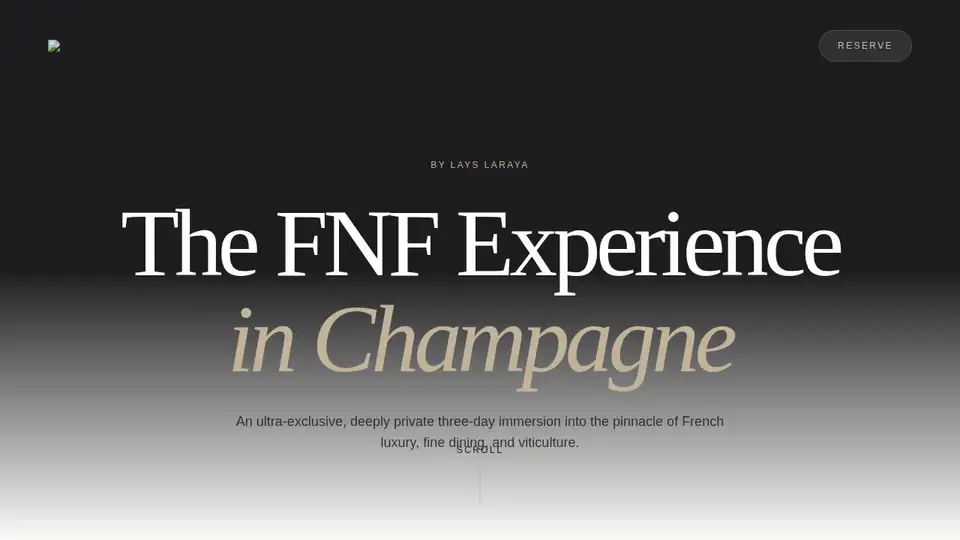 RESERVE
BY LAYS LARAYA
The FNF Experience
in Champagne
An ultra-exclusive, deeply private three-day immersion into the pinnacle of French
luxury, fine dining, and viticulture.
SCROLL